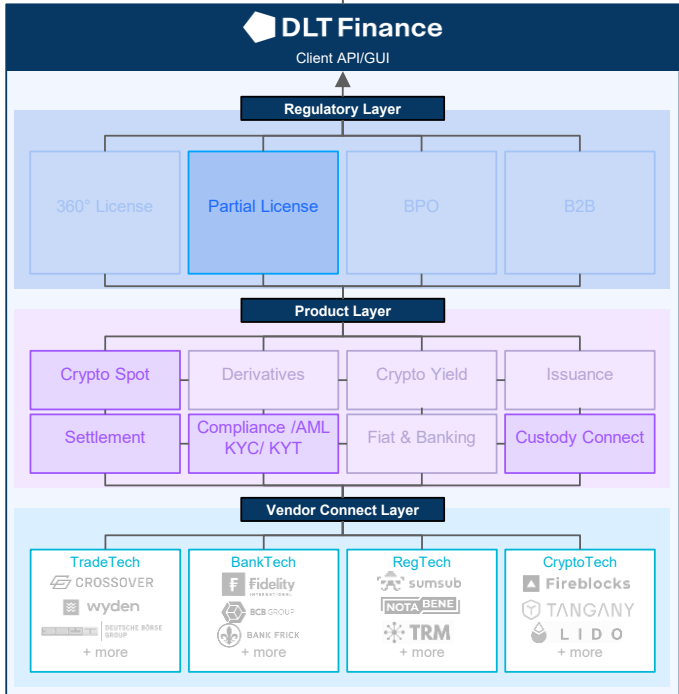 DLT Finance
Client API/GUI
Regulatory Layer
360° License
Partial License
BPO
B2B
Product Layer
Crypto Spot
Derivatives
Crypto Yield
Issuance
Settlement
Compliance /AML
KYC/ KYT
Fiat & Banking
Custody Connect
Vendor Connect Layer
TradeTech
CROSSOVER
wyden
DEUTSCHE BÖRSE
GROUP
+ more
BankTech
Fidelity
INTERNATIONAL
BCB GROUP
BANK FRICK
+ more
RegTech
sumsub
NOTABENE
TRM
+ more
CryptoTech
Fireblocks
TANGANY
LIDO
+ more